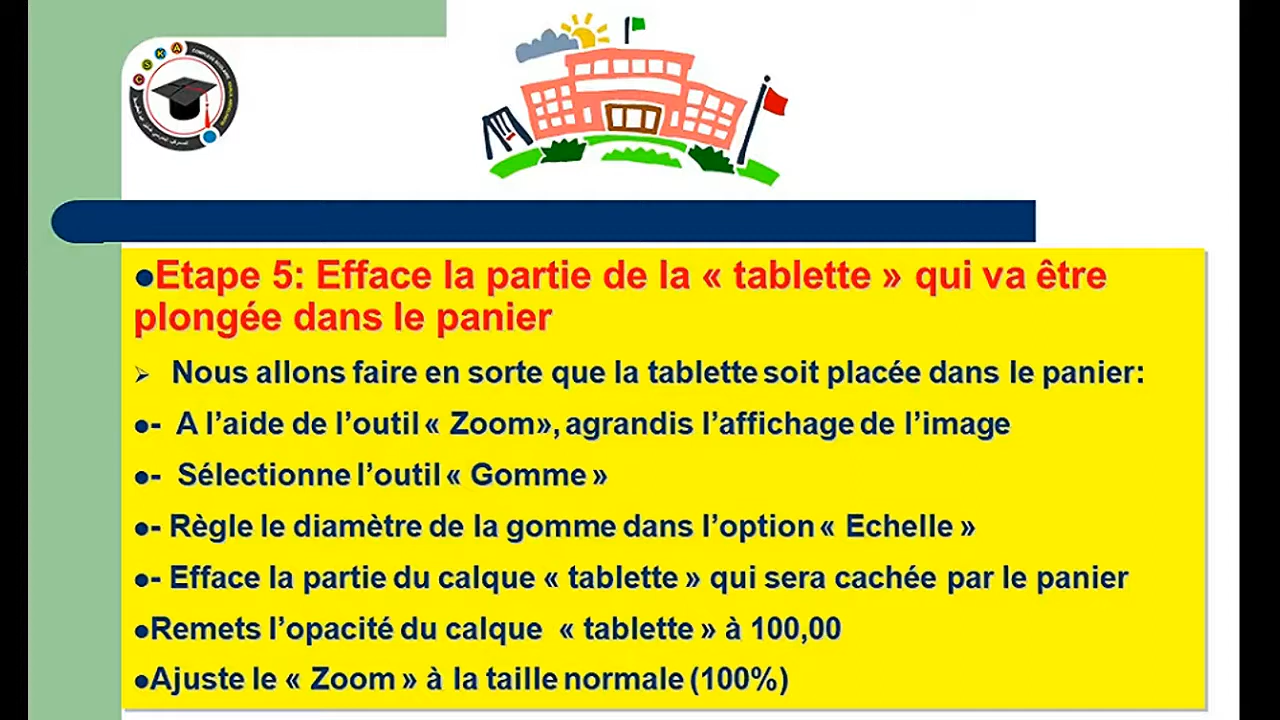 C S K A
●Etape 5: Efface la partie de la « tablette » qui va être
plongée dans le panier
➢ Nous allons faire en sorte que la tablette soit placée dans le panier:
●- A l’aide de l’outil « Zoom», agrandis l’affichage de l’image
●- Sélectionne l’outil « Gomme »
●- Règle le diamètre de la gomme dans l’option « Echelle »
●- Efface la partie du calque « tablette » qui sera cachée par le panier
●Remets l’opacité du calque « tablette » à 100,00
●Ajuste le « Zoom » à la taille normale (100%)